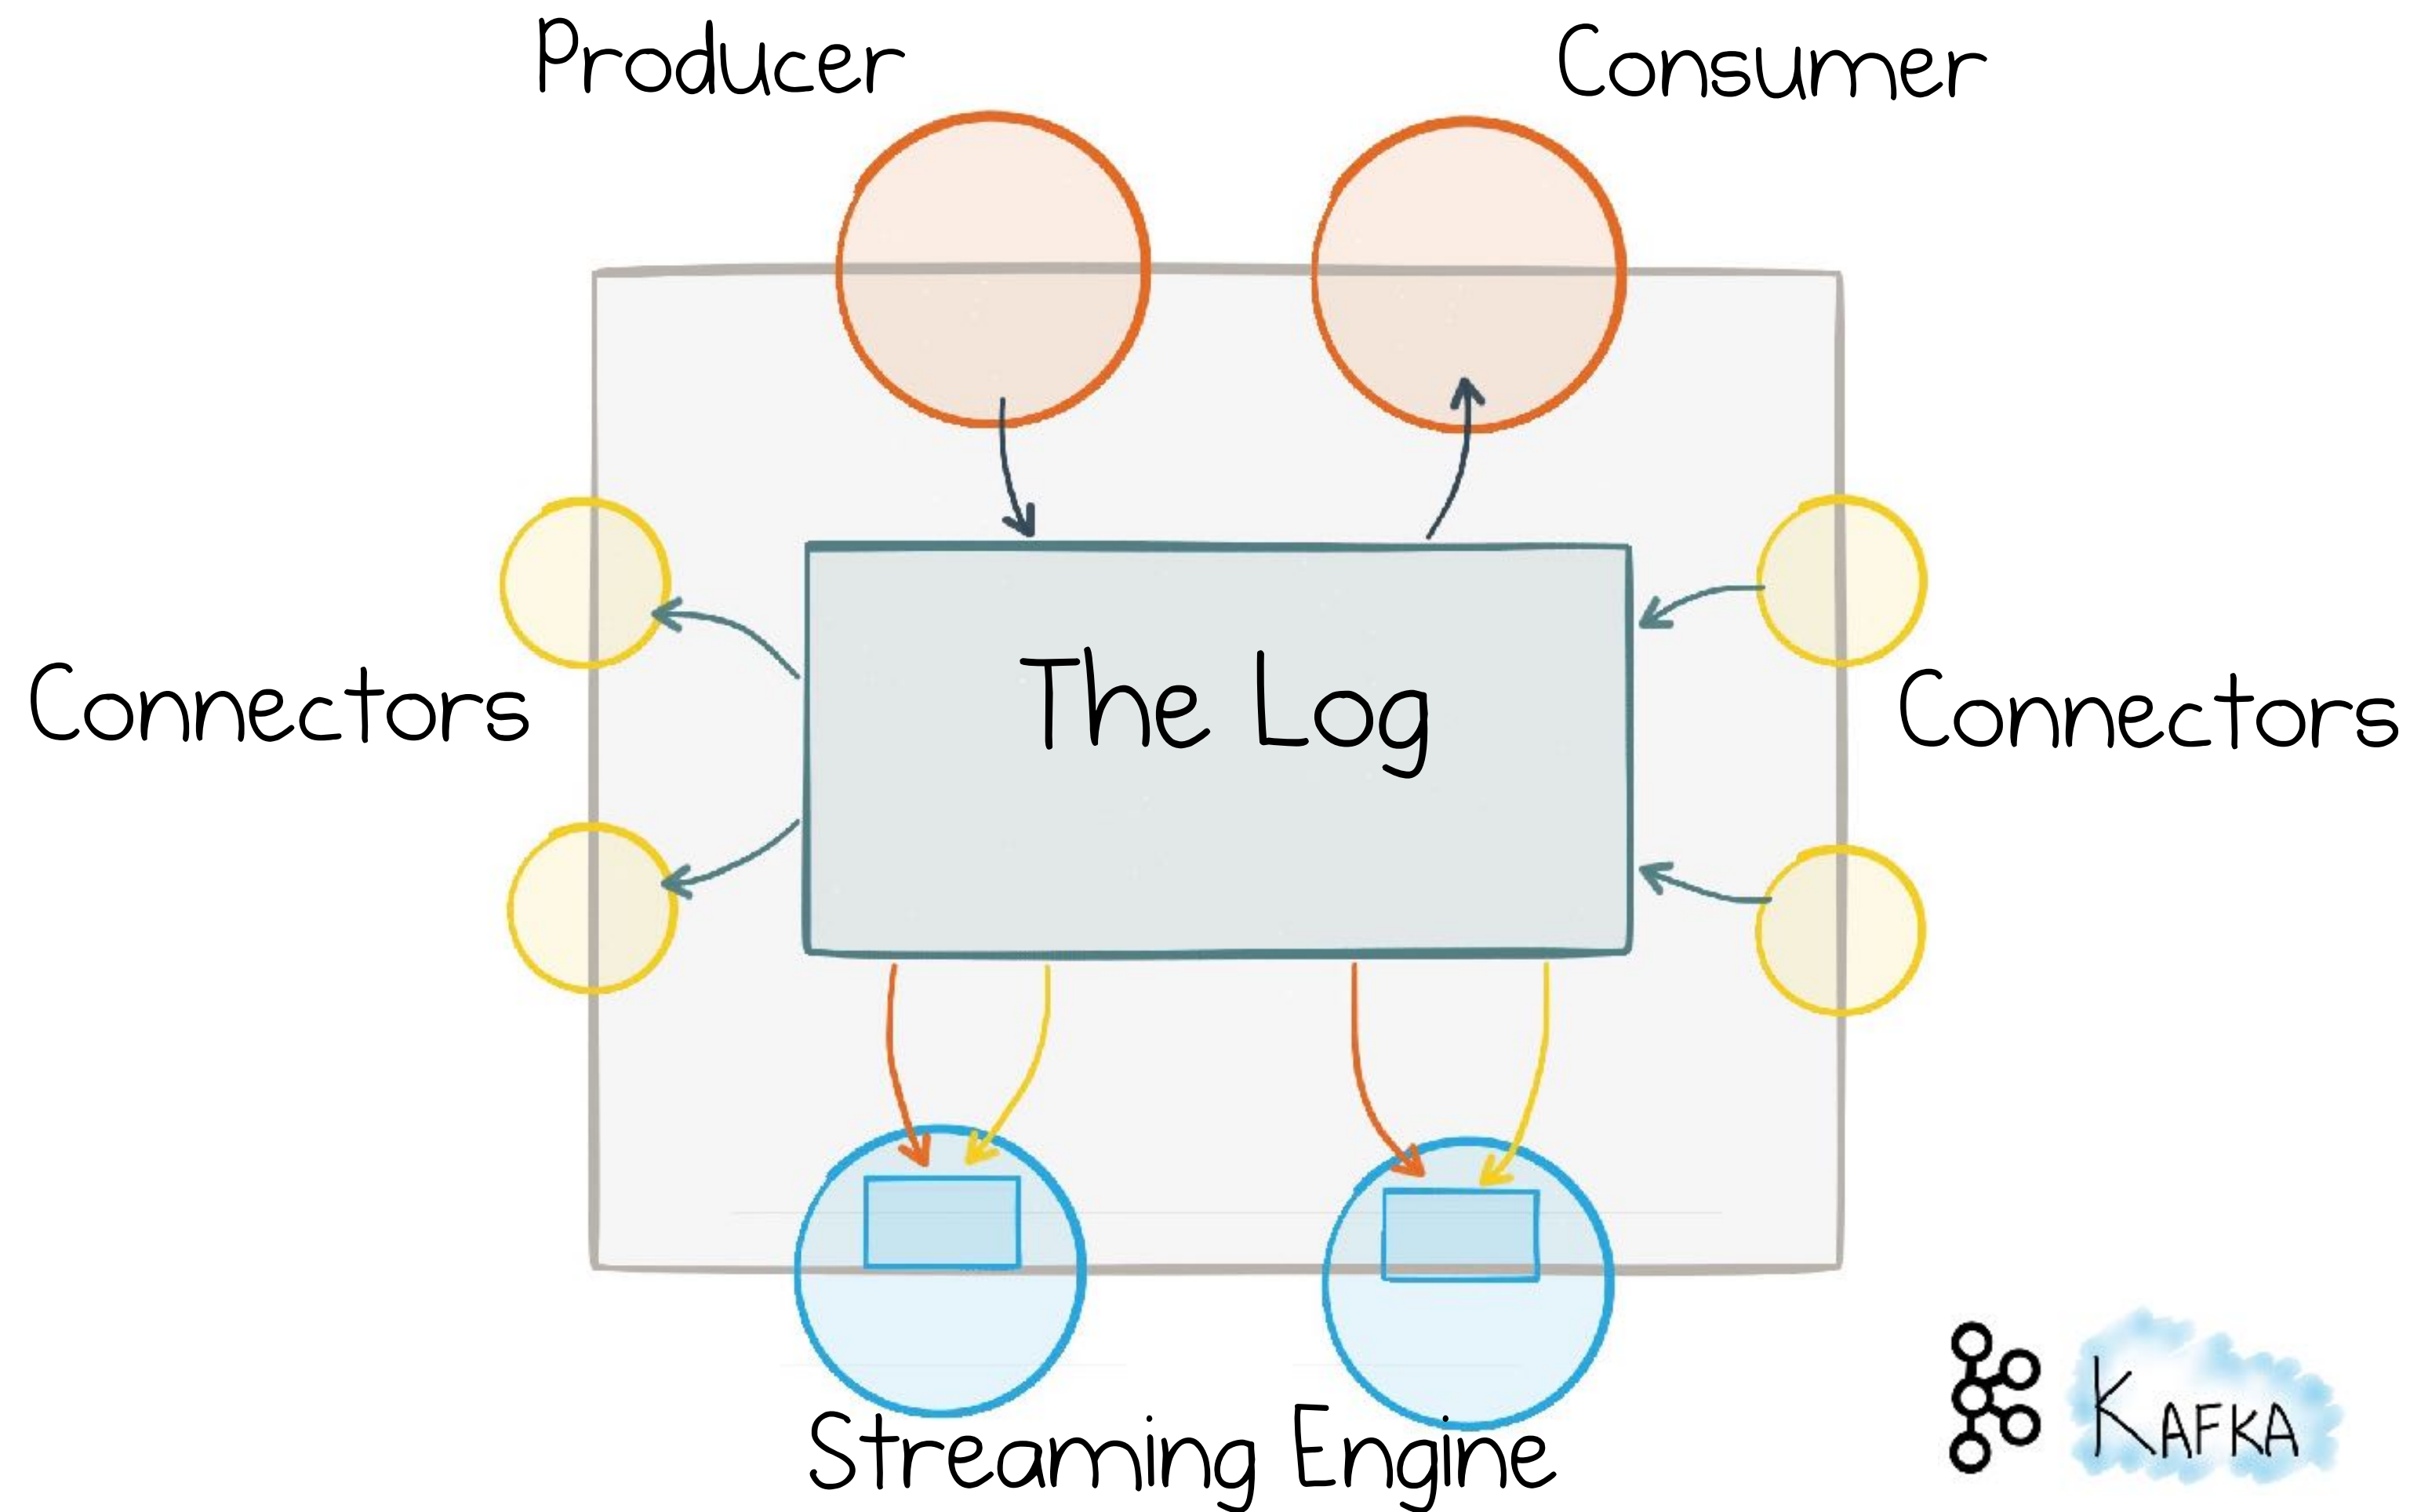 Producer
Consumer
Connectors
The Log
Connectors
Streaming Engine
KAFKA